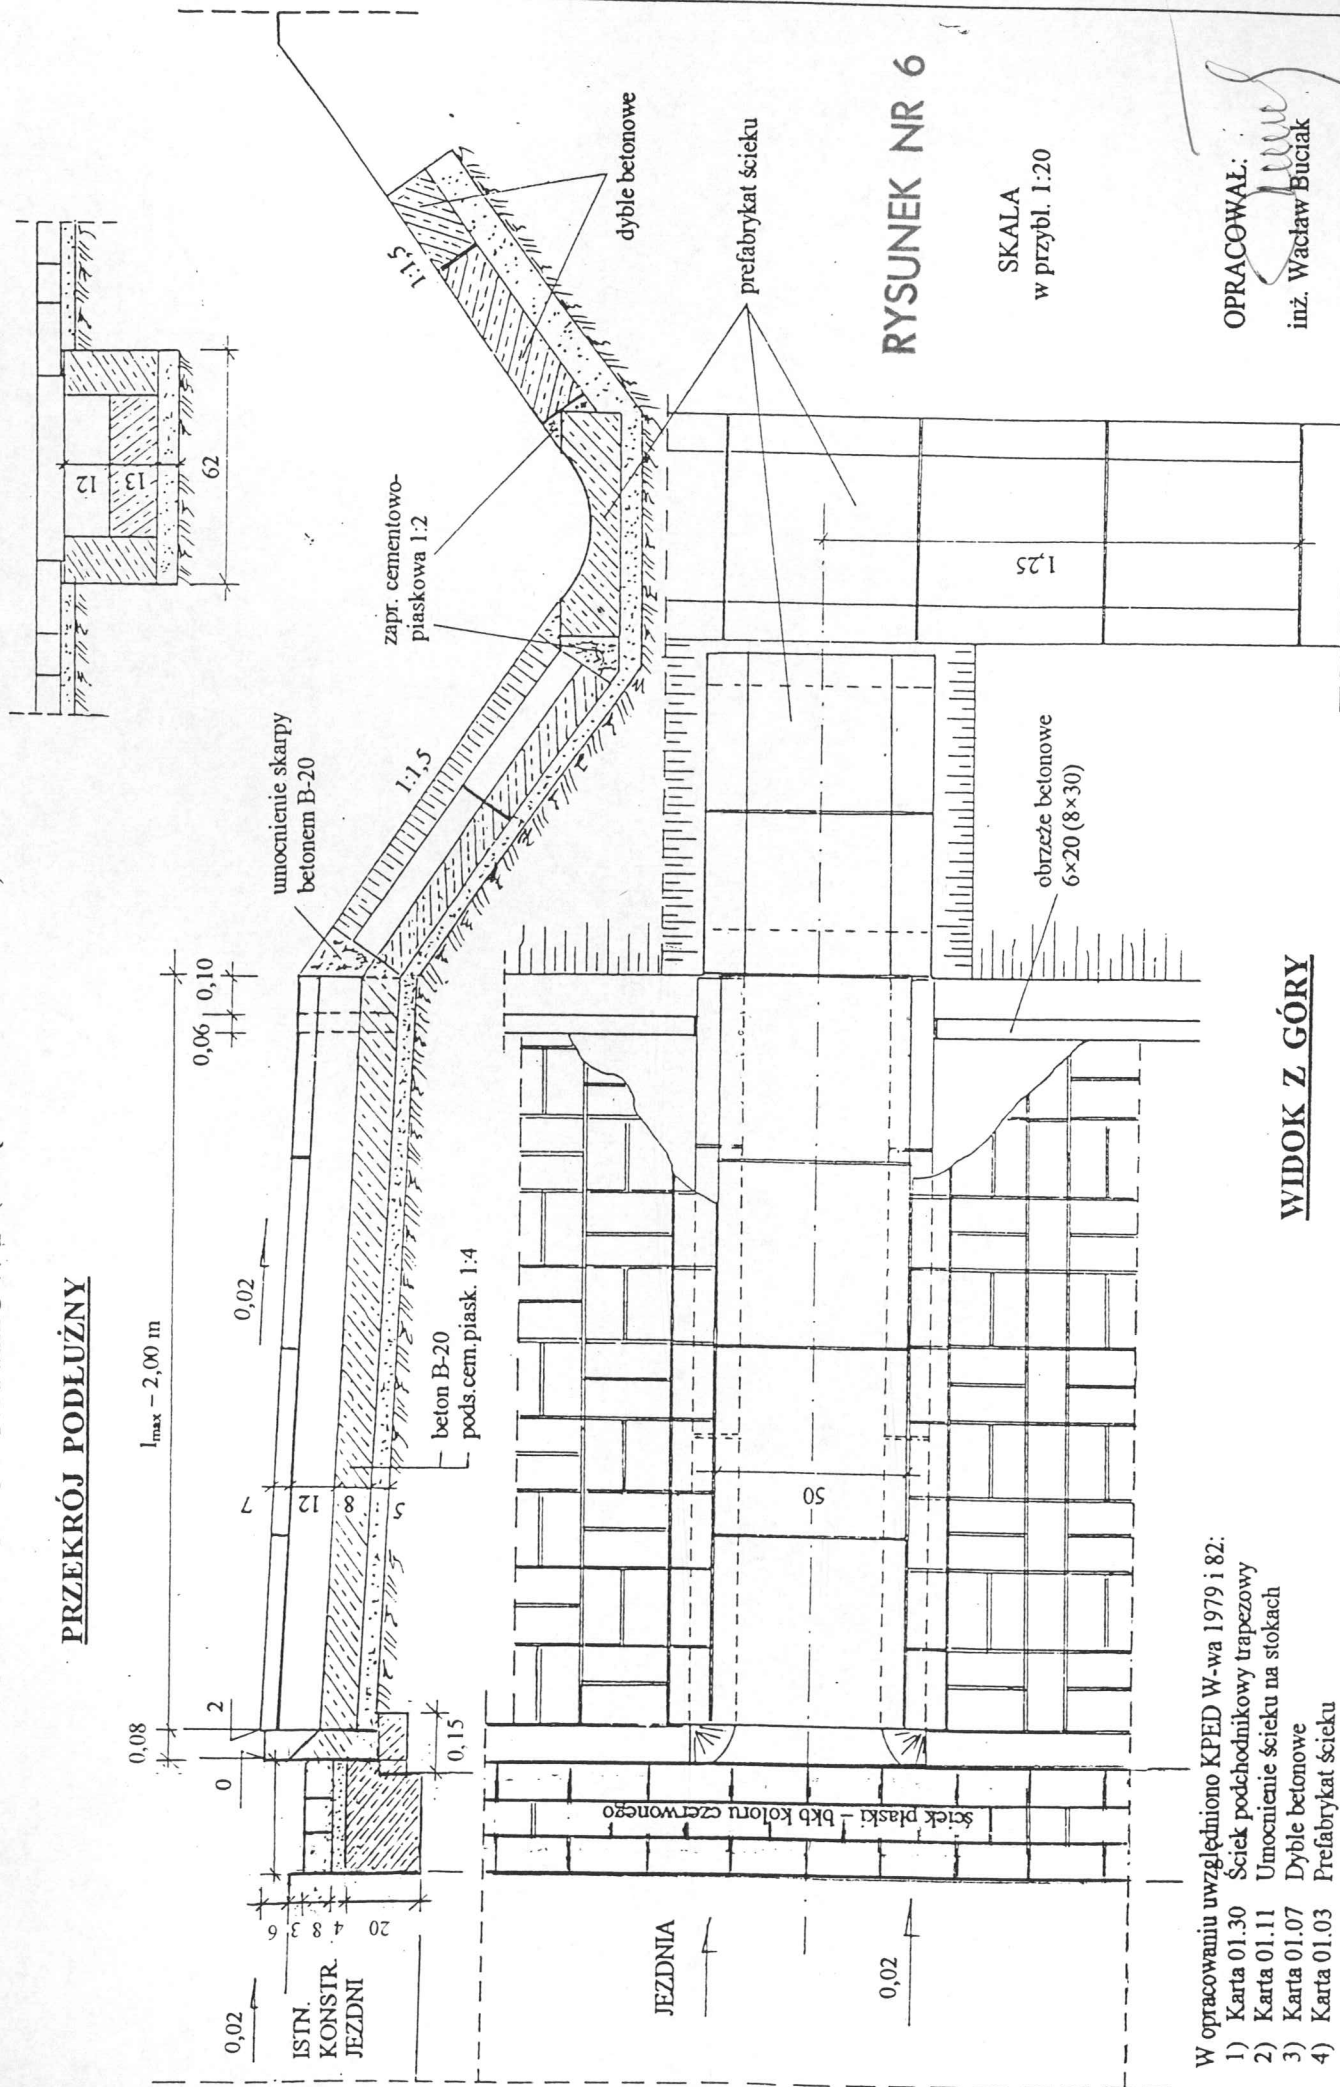 PRZEKRÓJ PODŁUŻNY
l_max – 2,00 m
0,08
0,06
0,10
0,02
0
2
0,02
7
12
8
5
6
3
8
4
20
0,15
ISTN.
KONSTR.
JEZDNI
beton B-20
pods.cem.piask. 1:4
umocnienie skarpy
betonem B-20
1:1,5
zapr. cementowo-
piaskowa 1:2
1:1,5
dyble betonowe
prefabrykat ścieku
12
13
62
RYSUNEK NR 6
SKALA
w przybl. 1:20
OPRACOWAŁ:
inż. Wacław Buciak
1,25
obrzeże betonowe
6×20 (8×30)
50
ściek płaski – bkb koloru czerwonego
JEZDNIA
0,02
WIDOK Z GÓRY
W opracowaniu uwzględniono KPED W-wa 1979 i 82:
1) Karta 01.30 Ściek podchodnikowy trapezowy
2) Karta 01.11 Umocnienie ścieku na stokach
3) Karta 01.07 Dyble betonowe
4) Karta 01.03 Prefabrykat ścieku